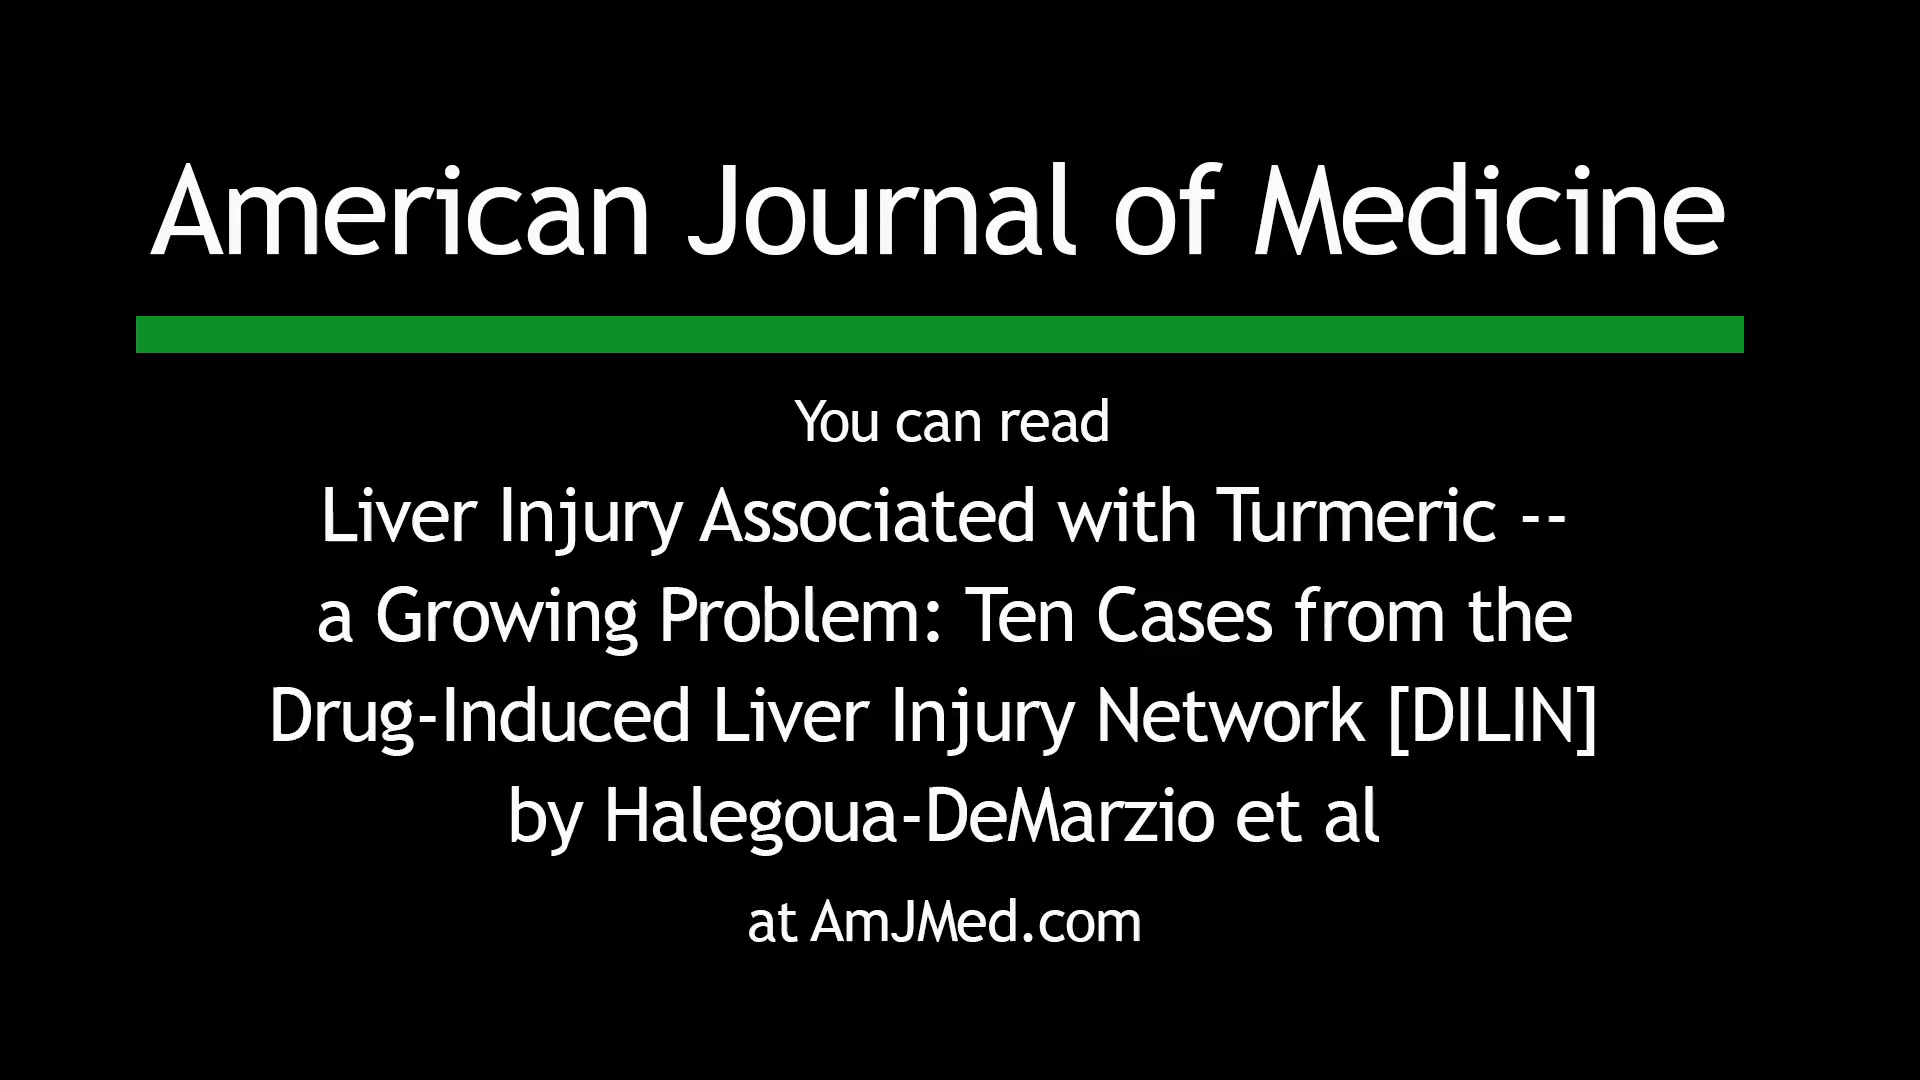 American Journal of Medicine
You can read
Liver Injury Associated with Turmeric --
a Growing Problem: Ten Cases from the
Drug-Induced Liver Injury Network [DILIN]
by Halegoua-DeMarzio et al
at AmJMed.com